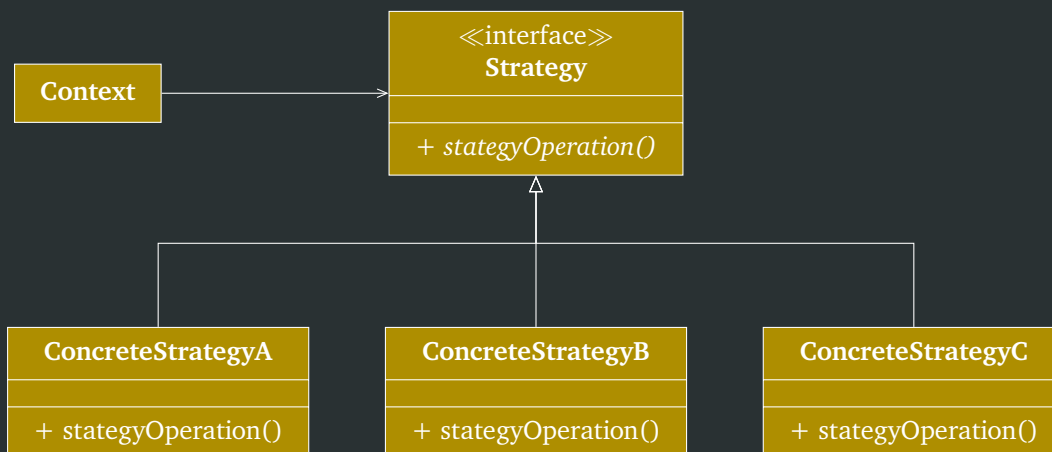 ≪interface≫
Strategy
Context
+ stategyOperation()
ConcreteStrategyA
ConcreteStrategyB
ConcreteStrategyC
+ stategyOperation()
+ stategyOperation()
+ stategyOperation()